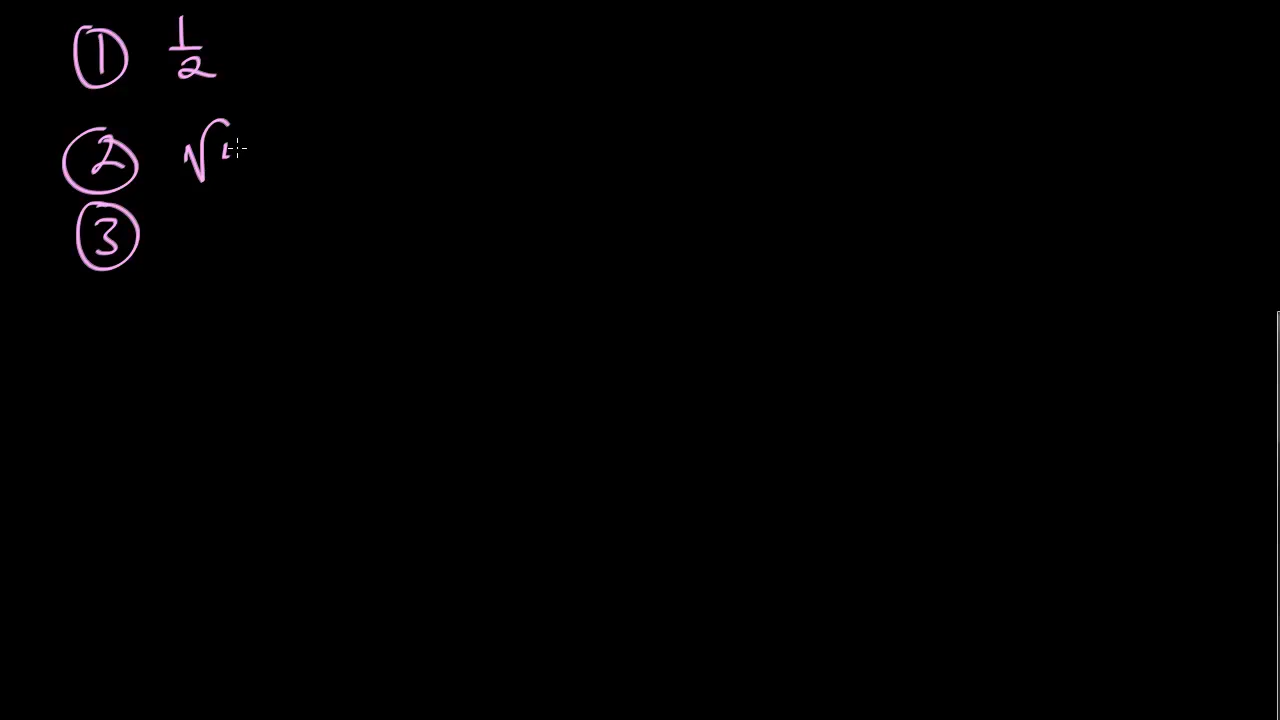 ① 1/2
② √
③